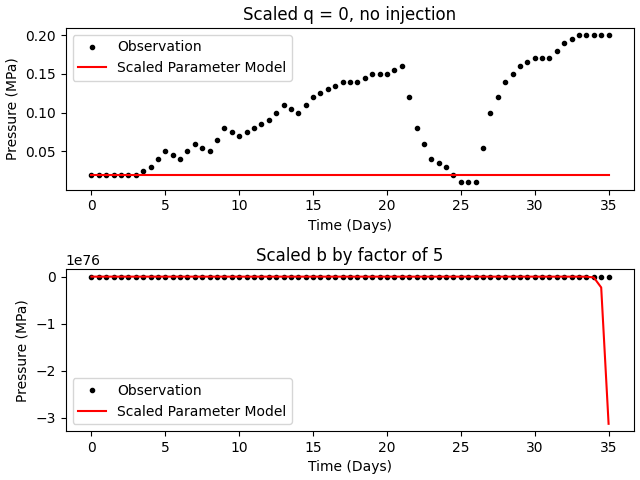 Scaled q = 0, no injection
Pressure (MPa)
0.20
0.15
0.10
0.05
Observation
Scaled Parameter Model
0 5 10 15 20 25 30 35
Time (Days)
Scaled b by factor of 5
1e76
Pressure (MPa)
0
−1
−2
−3
Observation
Scaled Parameter Model
0 5 10 15 20 25 30 35
Time (Days)